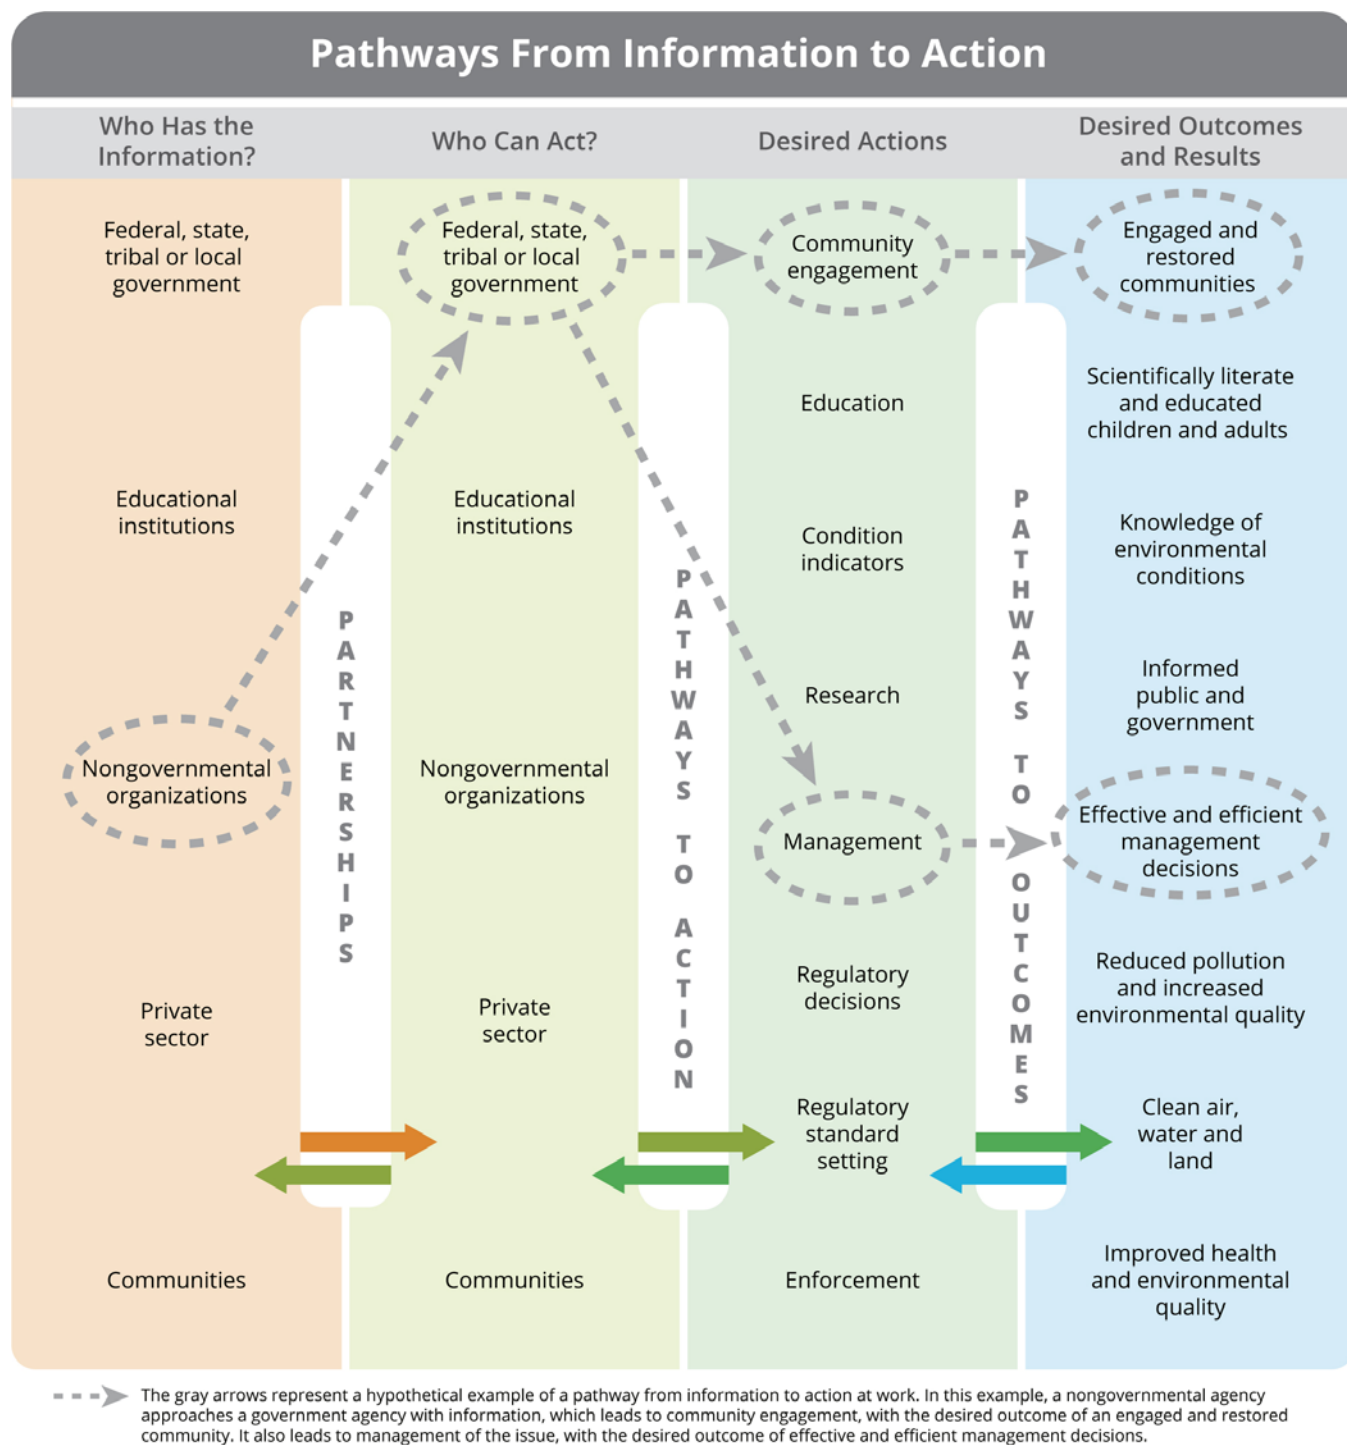 Pathways From Information to Action
Who Has the
Information?
Who Can Act?
Desired Actions
Desired Outcomes
and Results
Federal, state,
tribal or local
government
Educational
institutions
Nongovernmental
organizations
Private
sector
Communities
PARTNERSHIPS
Federal, state,
tribal or local
government
Educational
institutions
Nongovernmental
organizations
Private
sector
Communities
PATHWAYS TO ACTION
Community
engagement
Education
Condition
indicators
Research
Management
Regulatory
decisions
Regulatory
standard
setting
Enforcement
PATHWAYS TO OUTCOMES
Engaged and
restored
communities
Scientifically literate
and educated
children and adults
Knowledge of
environmental
conditions
Informed
public and
government
Effective and efficient
management
decisions
Reduced pollution
and increased
environmental quality
Clean air,
water and
land
Improved health
and environmental
quality
The gray arrows represent a hypothetical example of a pathway from information to action at work. In this example, a nongovernmental agency
approaches a government agency with information, which leads to community engagement, with the desired outcome of an engaged and restored
community. It also leads to management of the issue, with the desired outcome of effective and efficient management decisions.